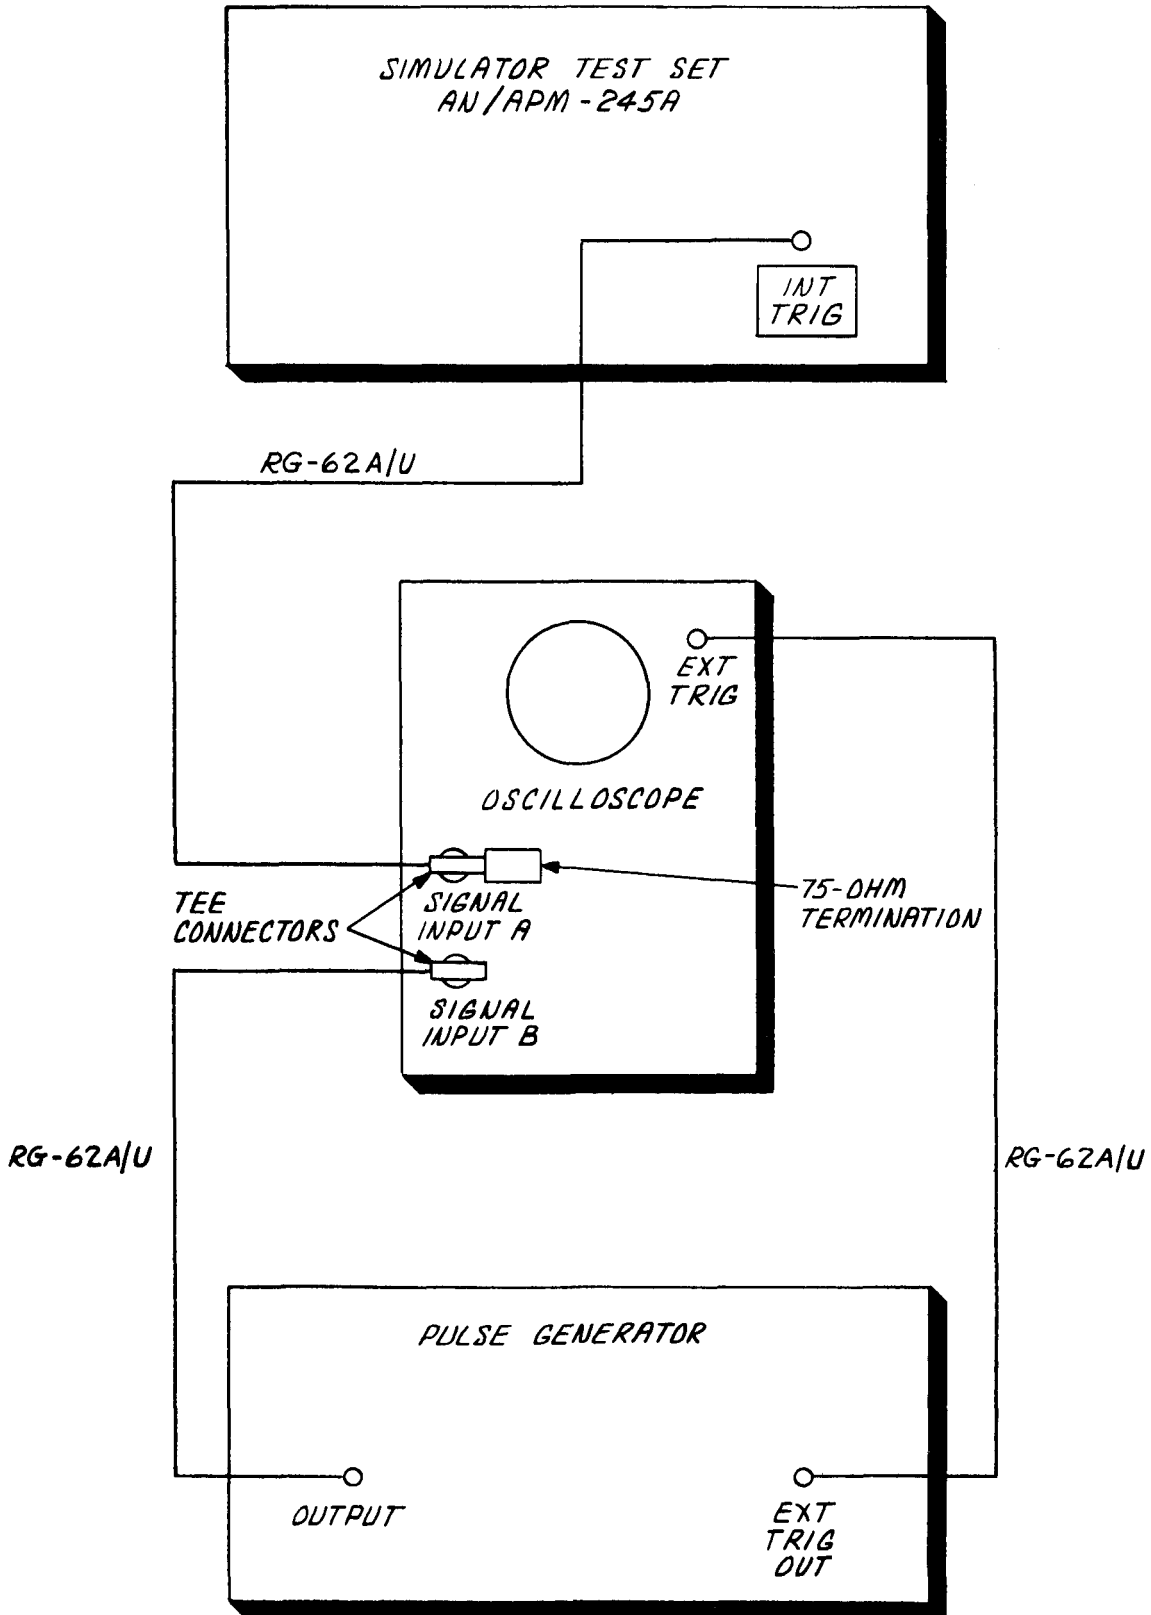 SIMULATOR TEST SET
AN/APM-245A
INT
TRIG
RG-62A/U
EXT
TRIG
OSCILLOSCOPE
TEE
CONNECTORS
SIGNAL
INPUT A
75-OHM
TERMINATION
SIGNAL
INPUT B
RG-62A/U
RG-62A/U
PULSE GENERATOR
OUTPUT
EXT
TRIG
OUT